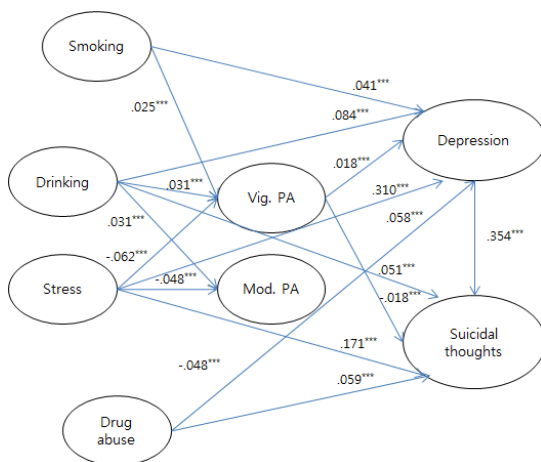 Smoking
.041***
.025***
.084***
Depression
.018***
Drinking
.031***
Vig. PA
.310***
.031***
.058***
-.062***
.354***
.051***
Stress
-.048***
Mod. PA
-.018***
Suicidal
thoughts
.171***
-.048***
.059***
Drug
abuse